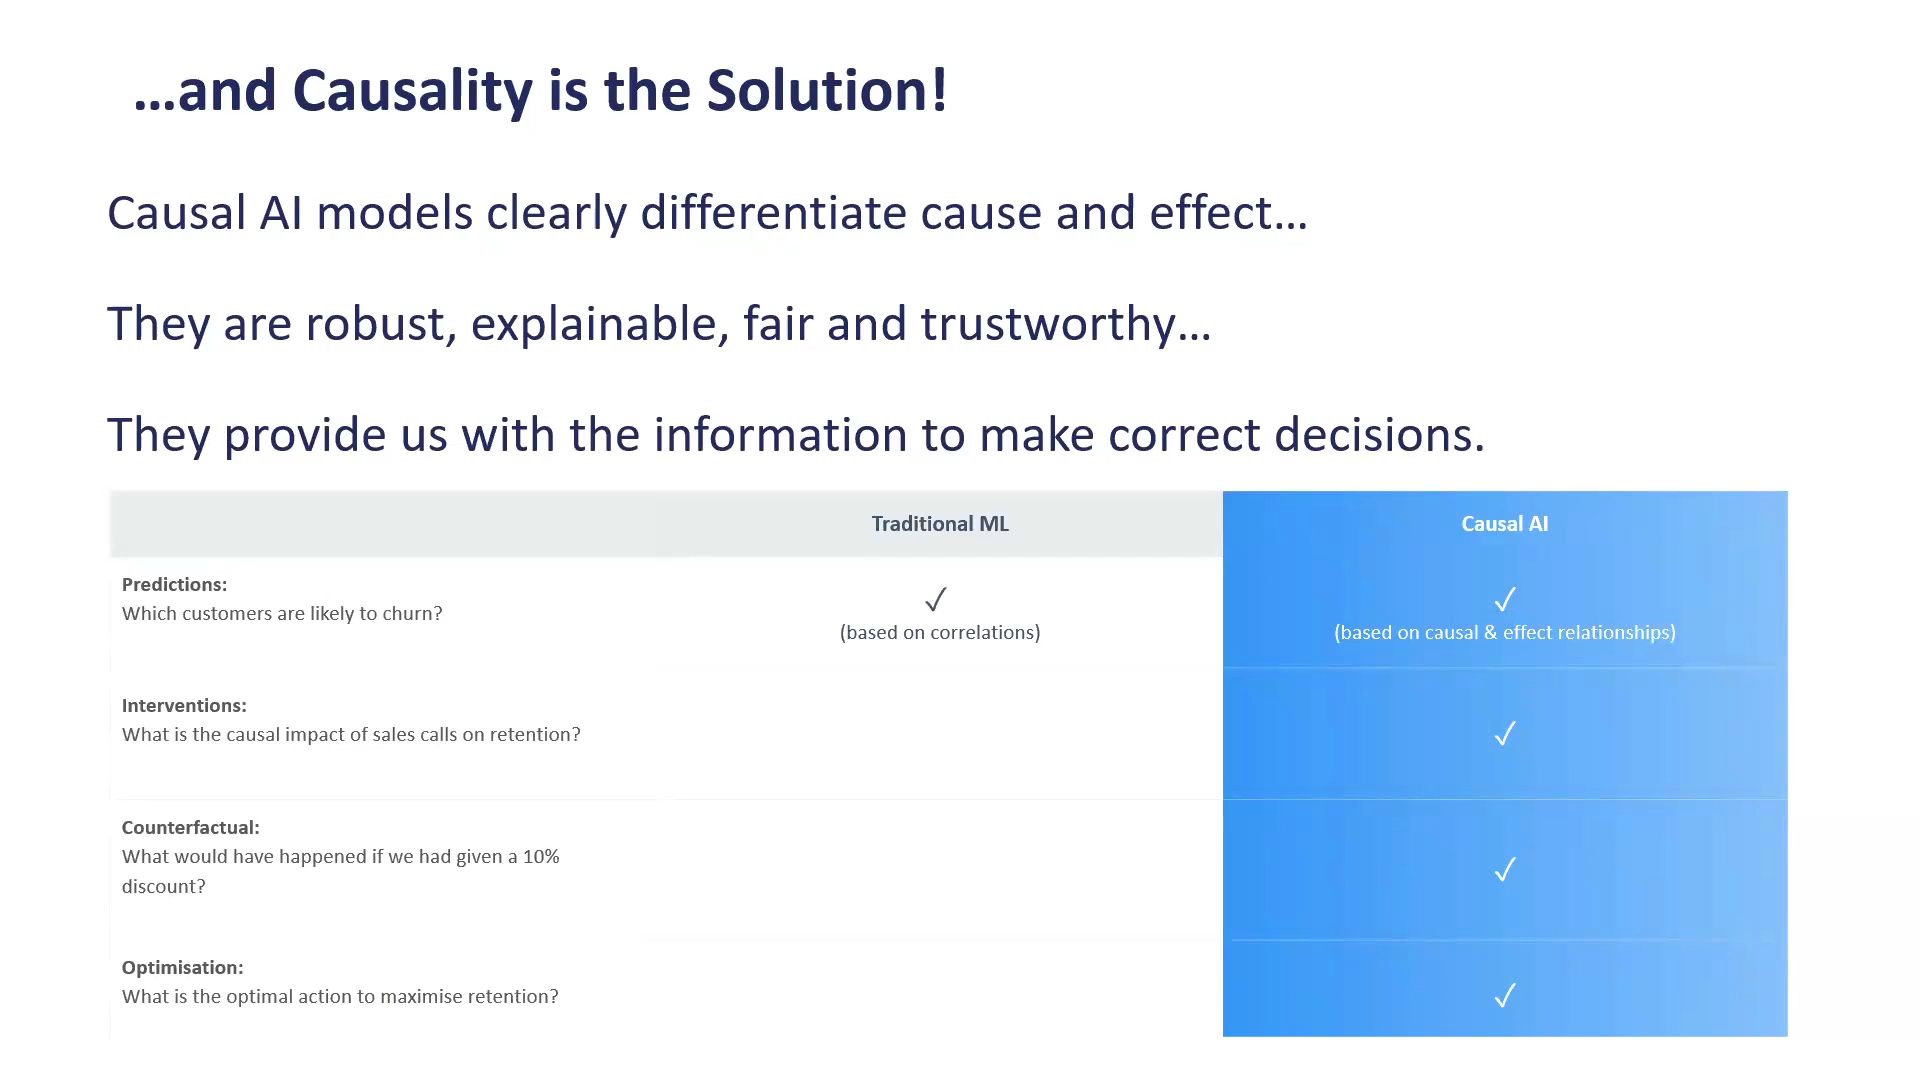 …and Causality is the Solution!
Causal AI models clearly differentiate cause and effect…
They are robust, explainable, fair and trustworthy…
They provide us with the information to make correct decisions.
Traditional ML
Causal AI
Predictions:
Which customers are likely to churn?
✓
(based on correlations)
✓
(based on causal & effect relationships)
Interventions:
What is the causal impact of sales calls on retention?
✓
Counterfactual:
What would have happened if we had given a 10%
discount?
✓
Optimisation:
What is the optimal action to maximise retention?
✓